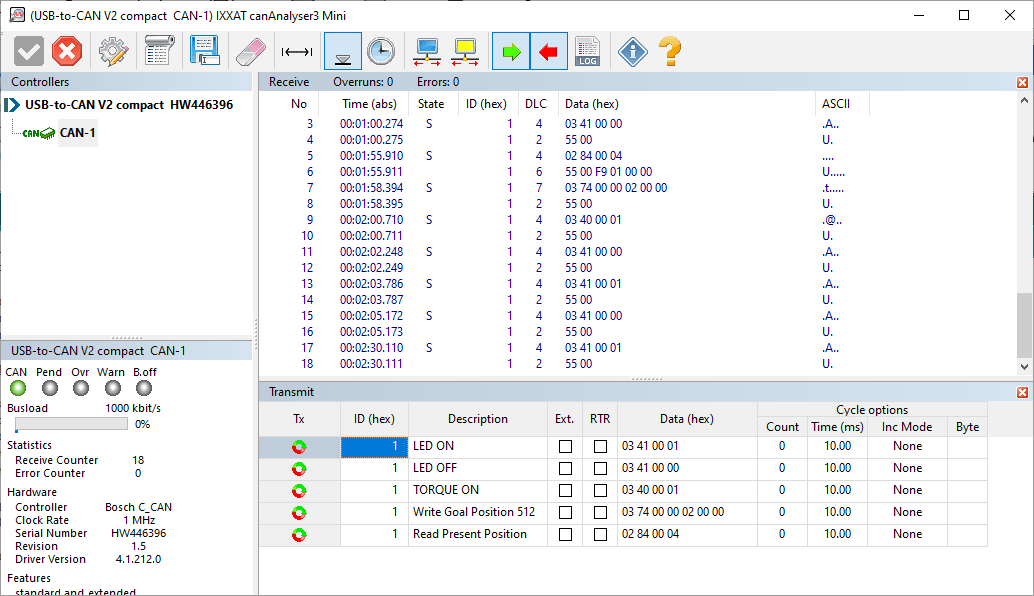 (USB-to-CAN V2 compact  CAN-1) IXXAT canAnalyser3 Mini
LOG
Controllers
USB-to-CAN V2 compact  HW446396
CAN CAN-1
Receive Overruns: 0 Errors: 0
No Time (abs) State ID (hex) DLC Data (hex) ASCII
3 00:01:00.274 S 1 4 03 41 00 00 .A..
4 00:01:00.275 1 2 55 00 U.
5 00:01:55.910 S 1 4 02 84 00 04 ....
6 00:01:55.911 1 6 55 00 F9 01 00 00 U.....
7 00:01:58.394 S 1 7 03 74 00 00 02 00 00 .t.....
8 00:01:58.395 1 2 55 00 U.
9 00:02:00.710 S 1 4 03 40 00 01 .@..
10 00:02:00.711 1 2 55 00 U.
11 00:02:02.248 S 1 4 03 41 00 00 .A..
12 00:02:02.249 1 2 55 00 U.
13 00:02:03.786 S 1 4 03 41 00 01 .A..
14 00:02:03.787 1 2 55 00 U.
15 00:02:05.172 S 1 4 03 41 00 00 .A..
16 00:02:05.173 1 2 55 00 U.
17 00:02:30.110 S 1 4 03 41 00 01 .A..
18 00:02:30.111 1 2 55 00 U.
USB-to-CAN V2 compact  CAN-1
CAN Pend Ovr Warn B.off
Busload 1000 kbit/s
0%
Statistics
Receive Counter 18
Error Counter 0
Hardware
Controller Bosch C_CAN
Clock Rate 1 MHz
Serial Number HW446396
Revision 1.5
Driver Version 4.1.212.0
Features
standard and extended
Transmit
Tx ID (hex) Description Ext. RTR Data (hex) Cycle options
Count Time (ms) Inc Mode Byte
1 LED ON 03 41 00 01 0 10.00 None
1 LED OFF 03 41 00 00 0 10.00 None
1 TORQUE ON 03 40 00 01 0 10.00 None
1 Write Goal Position 512 03 74 00 00 02 00 00 0 10.00 None
1 Read Present Position 02 84 00 04 0 10.00 None